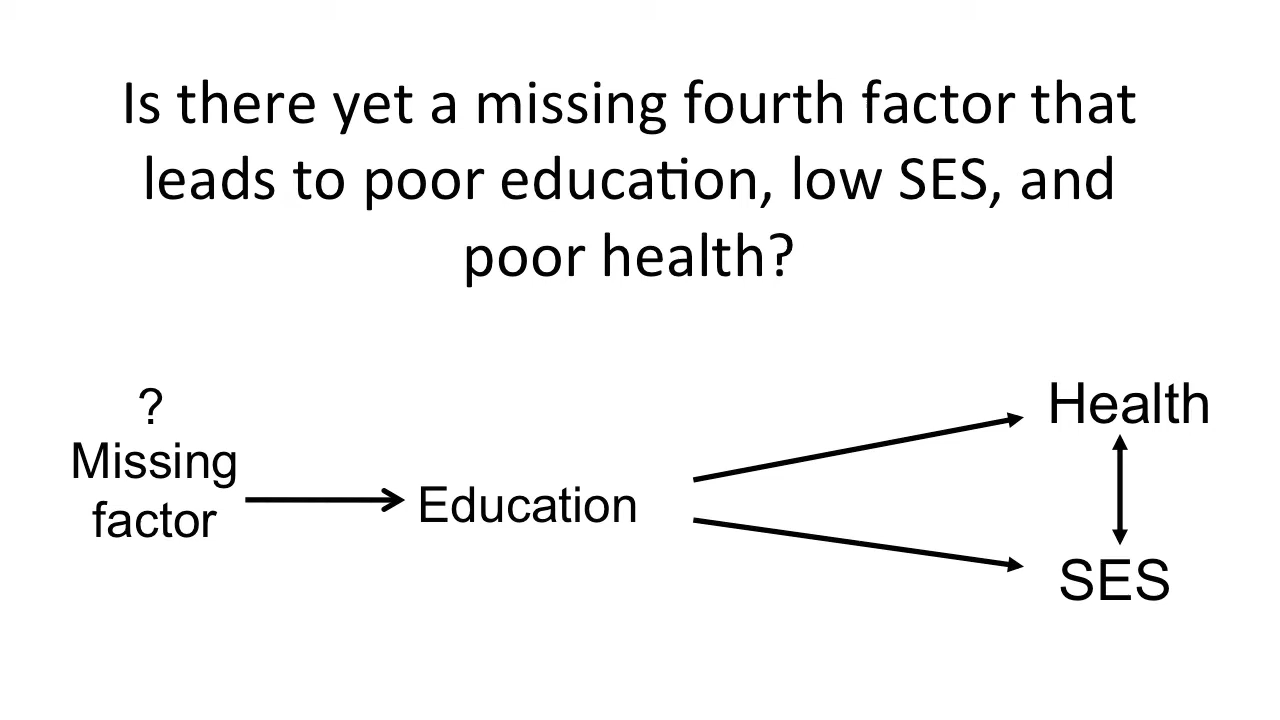 Is there yet a missing fourth factor that
leads to poor education, low SES, and
poor health?
?
Missing
factor
Education
Health
SES